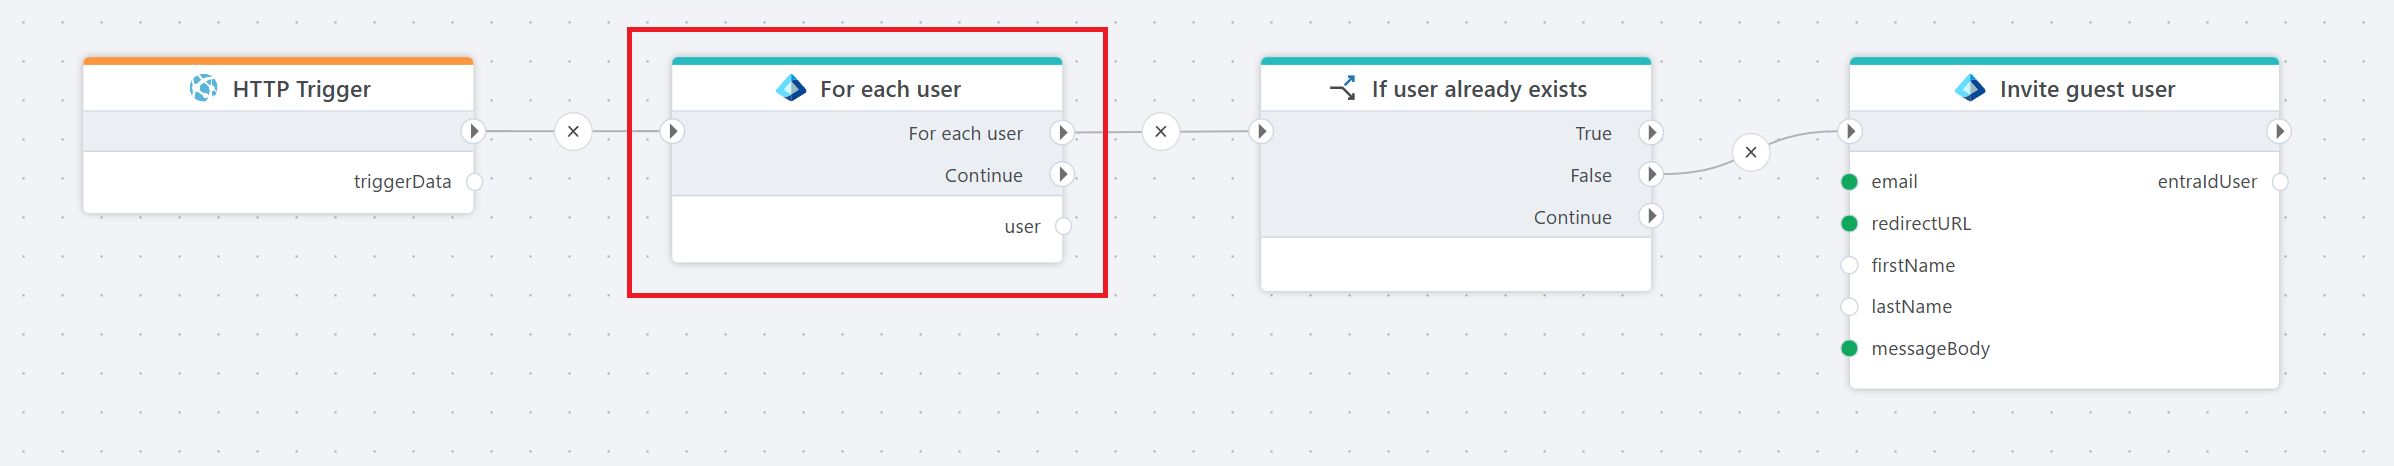 HTTP Trigger
triggerData
For each user
For each user
Continue
user
If user already exists
True
False
Continue
Invite guest user
email
entraIdUser
redirectURL
firstName
lastName
messageBody